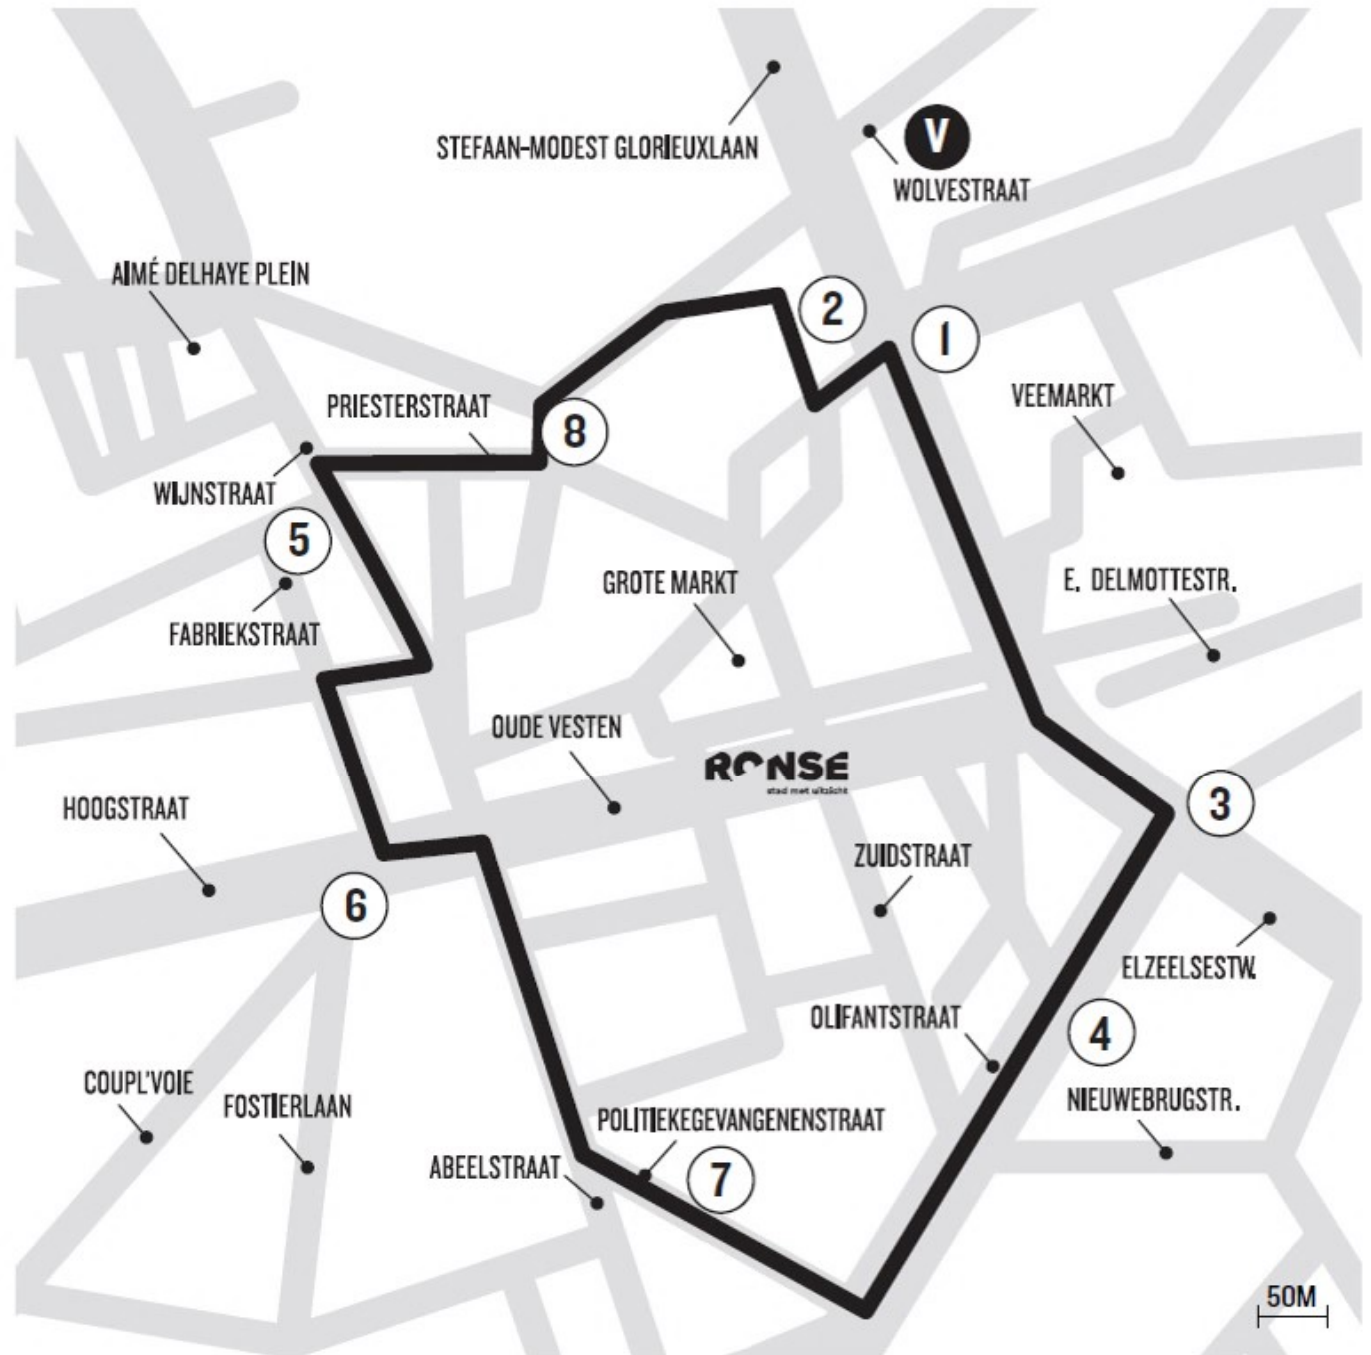 STEFAAN-MODEST GLORIEUXLAAN
V
WOLVESTRAAT
AIMÉ DELHAYE PLEIN
2
1
PRIESTERSTRAAT
VEEMARKT
8
WIJNSTRAAT
5
GROTE MARKT
E. DELMOTTESTR.
FABRIEKSTRAAT
OUDE VESTEN
RONSE
stad met uitzicht
HOOGSTRAAT
3
ZUIDSTRAAT
6
ELZEELSESTW.
OLIFANTSTRAAT
4
COUPL'VOIE
FOSTIERLAAN
NIEUWEBRUGSTR.
POLITIEKEGEVANGENENSTRAAT
ABEELSTRAAT
7
50M